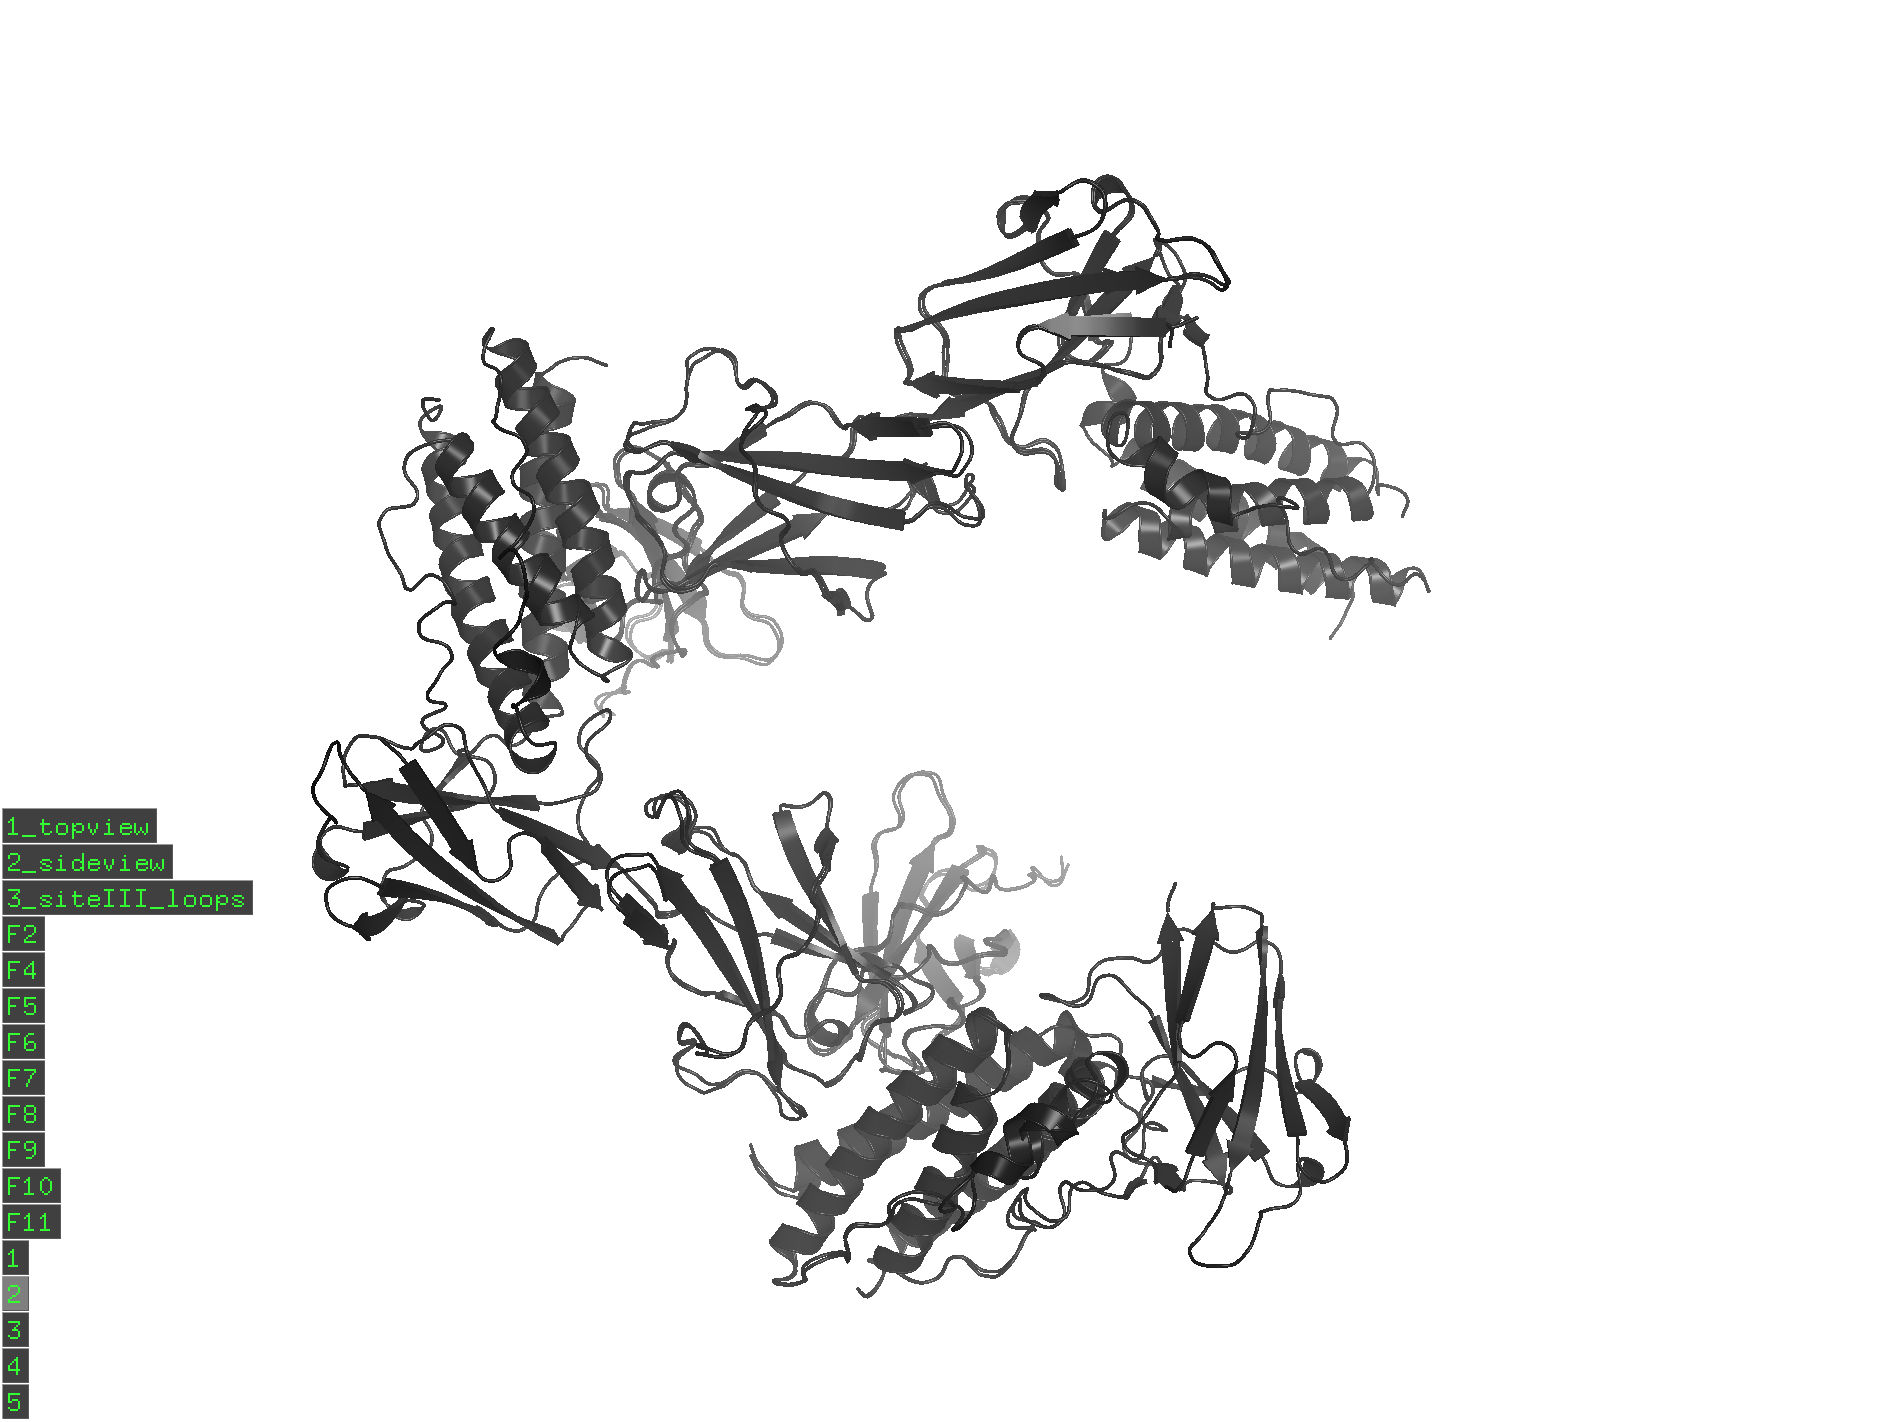 1_topview
2_sideview
3_siteIII_loops
F2
F4
F5
F6
F7
F8
F9
F10
F11
1
2
3
4
5